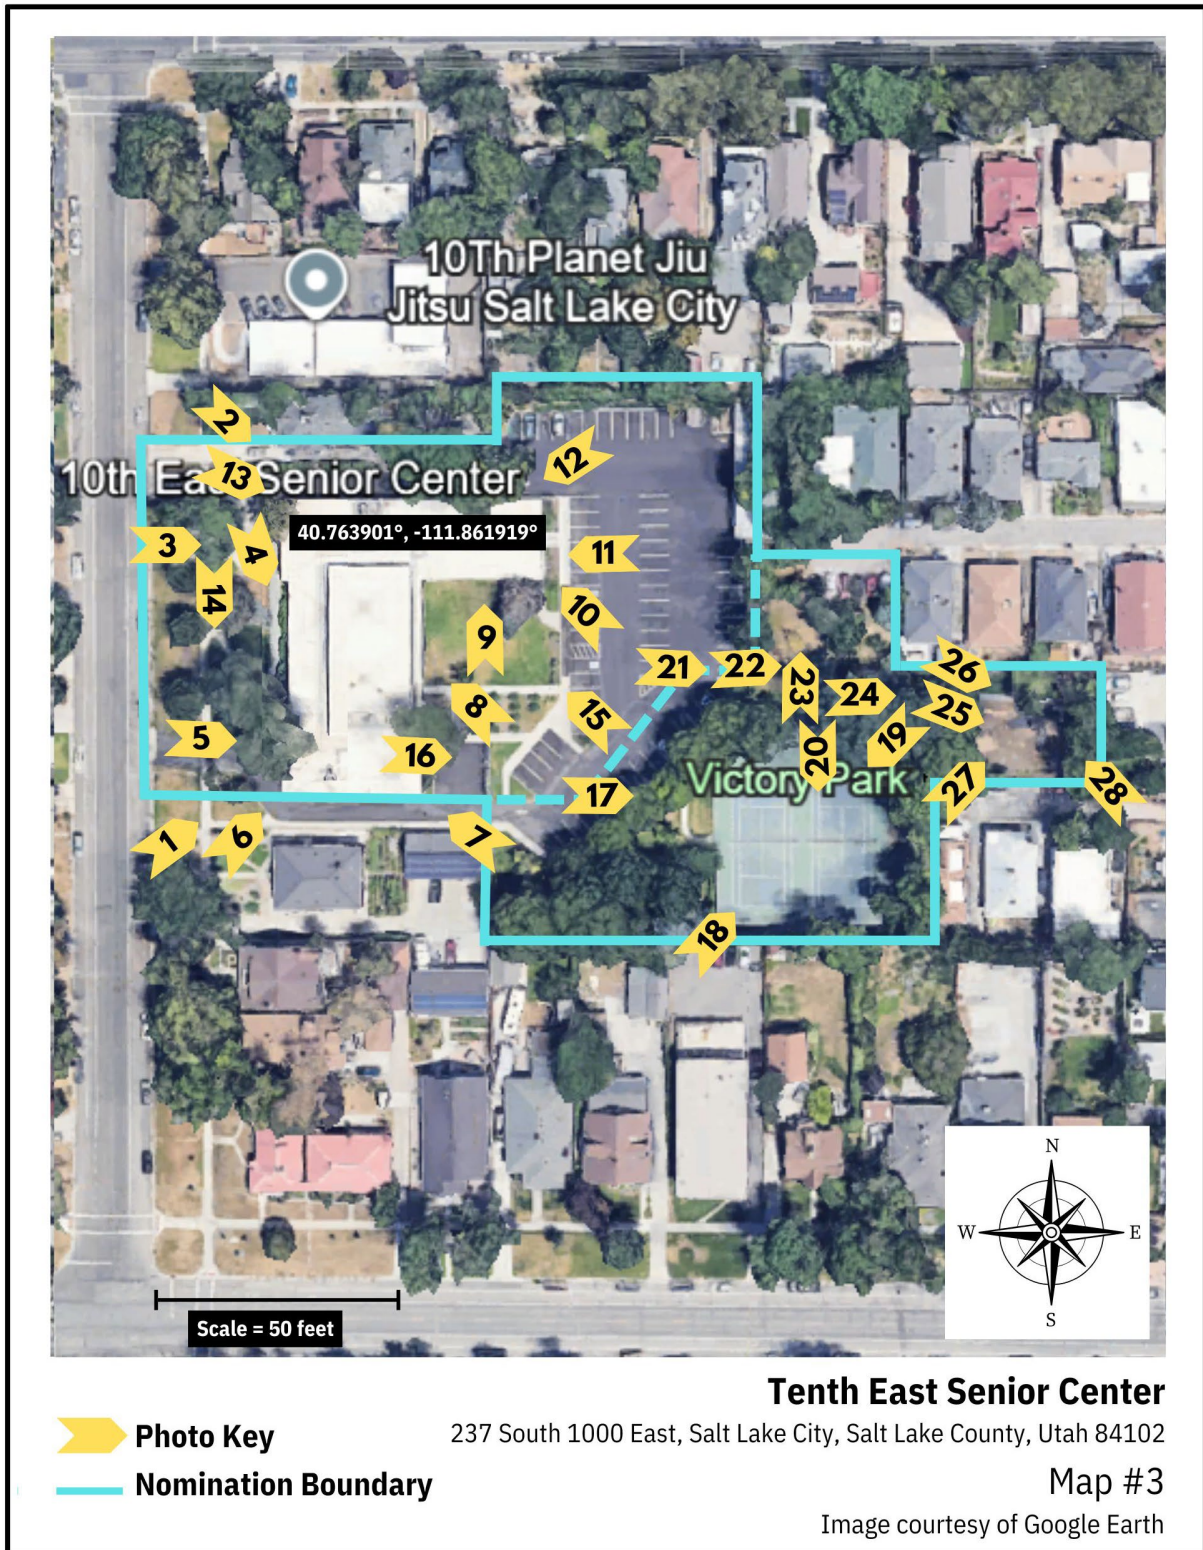 10Th Planet Jiu
Jitsu Salt Lake City
2
10th East Senior Center
13
12
40.763901°, -111.861919°
3
4
11
14
10
9
21
22
26
23
24
25
8
15
19
5
16
20
Victory Park
27
28
17
1
6
7
18
N
W
E
S
Scale = 50 feet
Tenth East Senior Center
Photo Key
237 South 1000 East, Salt Lake City, Salt Lake County, Utah 84102
Nomination Boundary
Map #3
Image courtesy of Google Earth